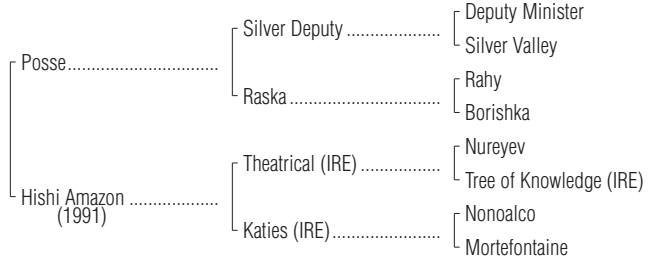 Deputy Minister
Silver Deputy ....................
Silver Valley
Posse................................
Rahy
Raska ................................
Borishka
Nureyev
Theatrical (IRE) .................
Tree of Knowledge (IRE)
Hishi Amazon ...................
(1991)
Nonoalco
Katies (IRE).......................
Mortefontaine